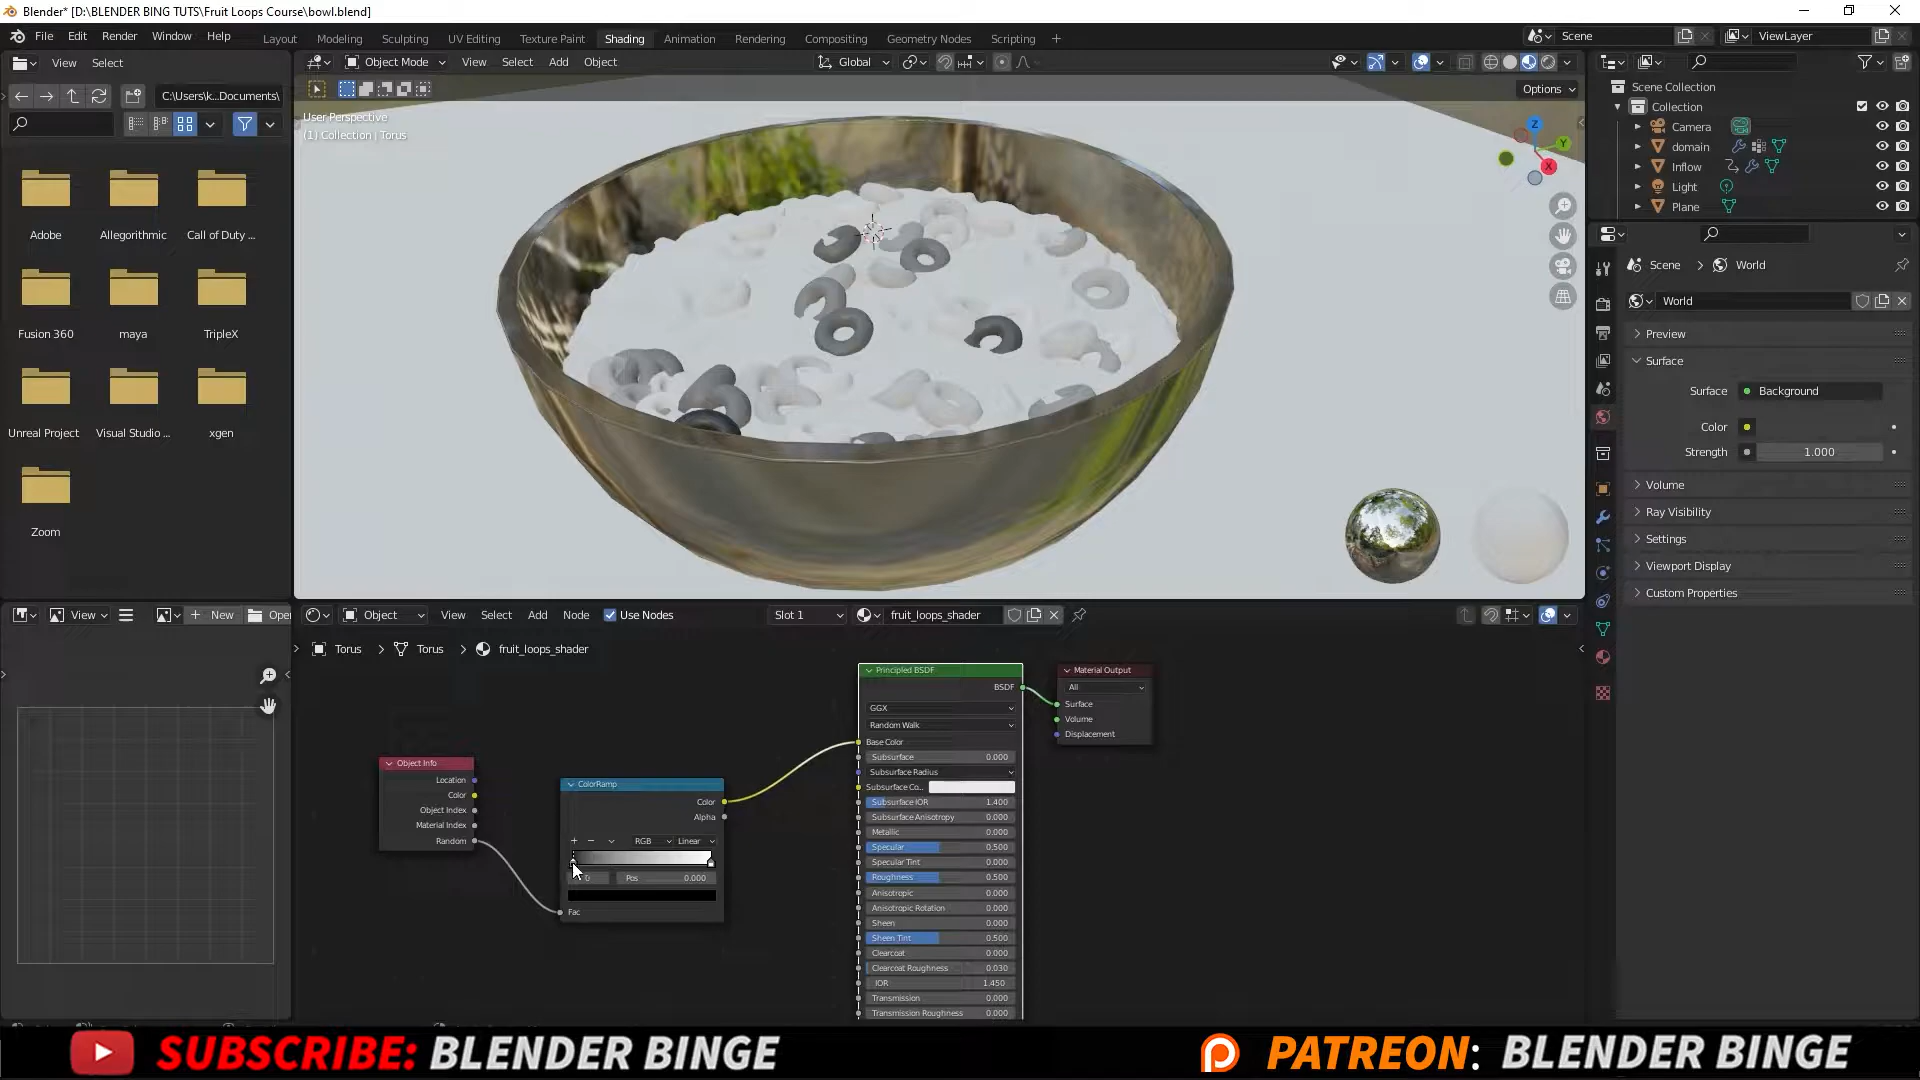 Blender* [D:\BLENDER BING TUTS\Fruit Loops Course\bowl.blend]
File Edit Render Window Help Layout Modeling Sculpting UV Editing Texture Paint Shading Animation Rendering Compositing Geometry Nodes Scripting + Scene ViewLayer
View Select
Object Mode View Select Add Object Global
C:\Users\k...Documents\
Options
User Perspective
(1) Collection | Torus
Z
Y
X
Adobe Allegorithmic Call of Duty ...
Fusion 360 maya TripleX
Unreal Project Visual Studio ... xgen
Zoom
Scene Collection
Collection
Camera
domain
Inflow
Light
Plane
Scene > World
World
Preview
Surface
Surface Background
Color
Strength 1.000
Volume
Ray Visibility
Settings
Viewport Display
Custom Properties
View + New Ope
Object View Select Add Node Use Nodes Slot 1 fruit_loops_shader
Torus > Torus > fruit_loops_shader
Object Info
Location
Color
Object Index
Material Index
Random
ColorRamp
Color
Alpha
+ − RGB Linear
0 Pos 0.000
Fac
Principled BSDF
BSDF
GGX
Random Walk
Base Color
Subsurface 0.000
Subsurface Radius
Subsurface Co...
Subsurface IOR 1.400
Subsurface Anisotropy 0.000
Metallic 0.000
Specular 0.500
Specular Tint 0.000
Roughness 0.500
Anisotropic 0.000
Anisotropic Rotation 0.000
Sheen 0.000
Sheen Tint 0.500
Clearcoat 0.000
Clearcoat Roughness 0.030
IOR 1.450
Transmission 0.000
Transmission Roughness 0.000
Material Output
All
Surface
Volume
Displacement
SUBSCRIBE: BLENDER BINGE
PATREON: BLENDER BINGE